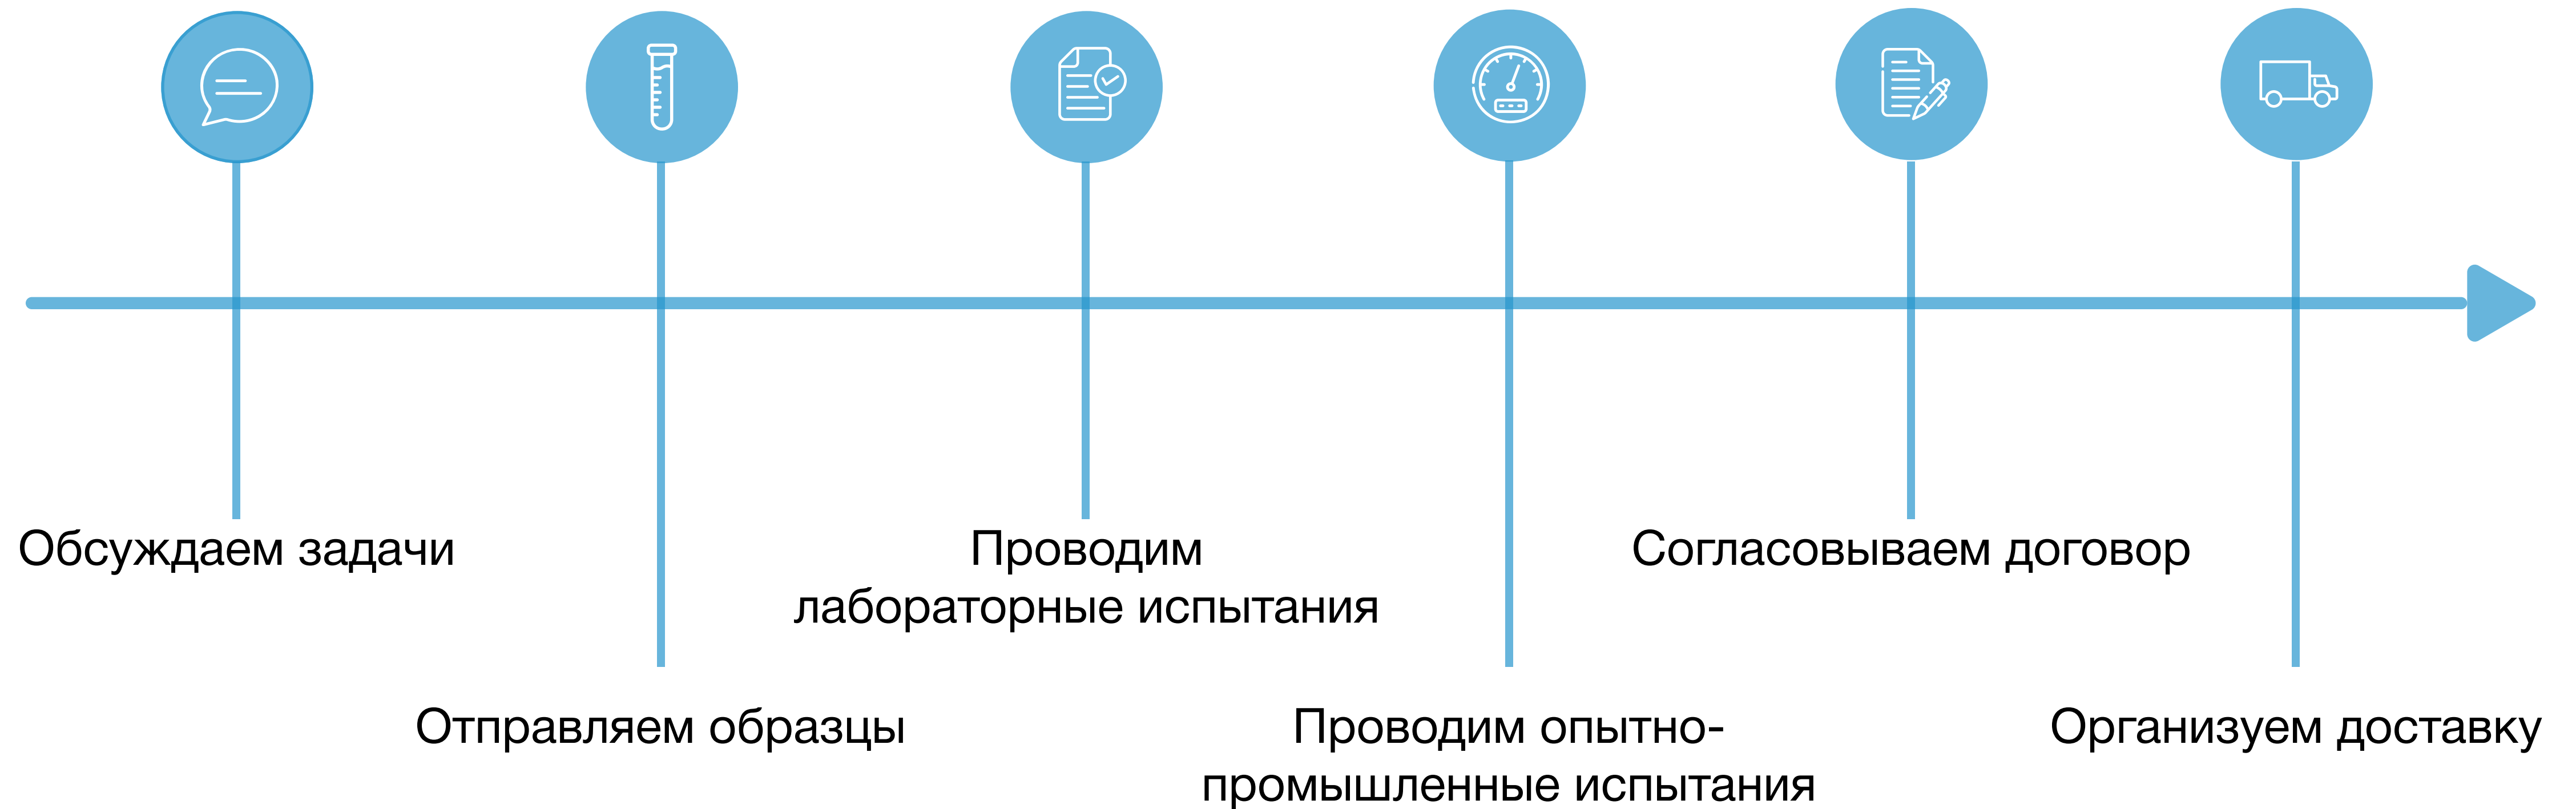 Обсуждаем задачи
Отправляем образцы
Проводим
лабораторные испытания
Проводим опытно-
промышленные испытания
Согласовываем договор
Организуем доставку